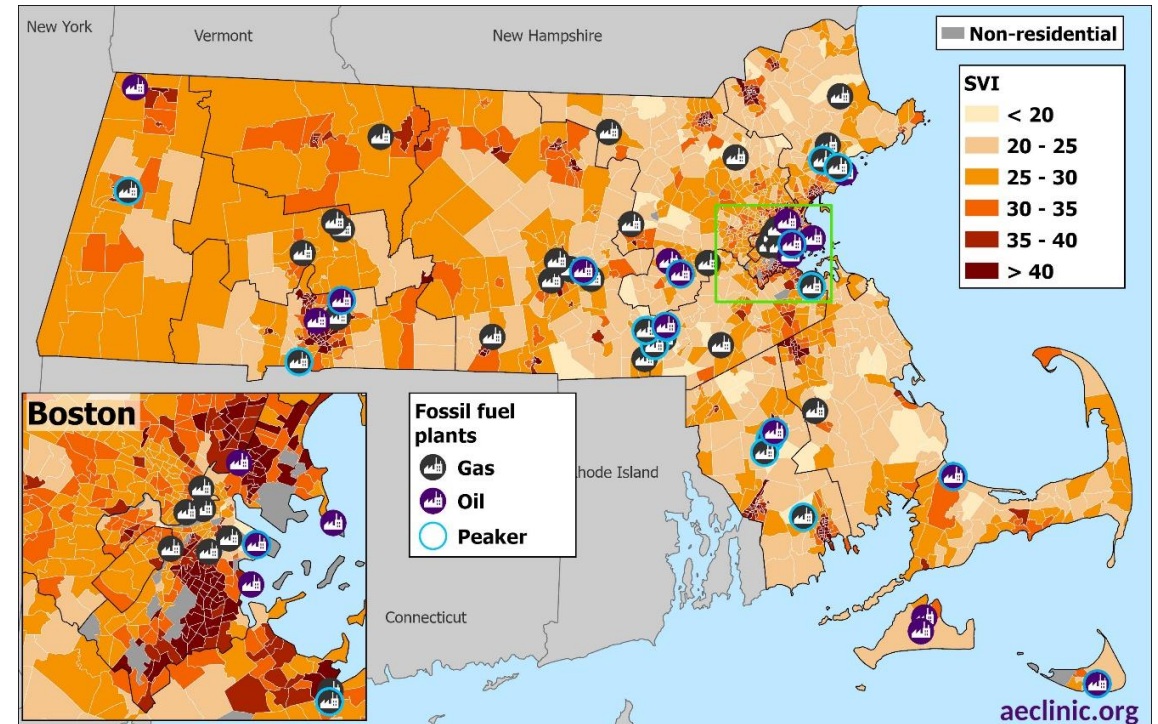 New York
Vermont
New Hampshire
Non-residential
SVI
< 20
20 - 25
25 - 30
30 - 35
35 - 40
> 40
Boston
Fossil fuel
plants
Gas
Oil
Peaker
hode Island
Connecticut
aeclinic.org